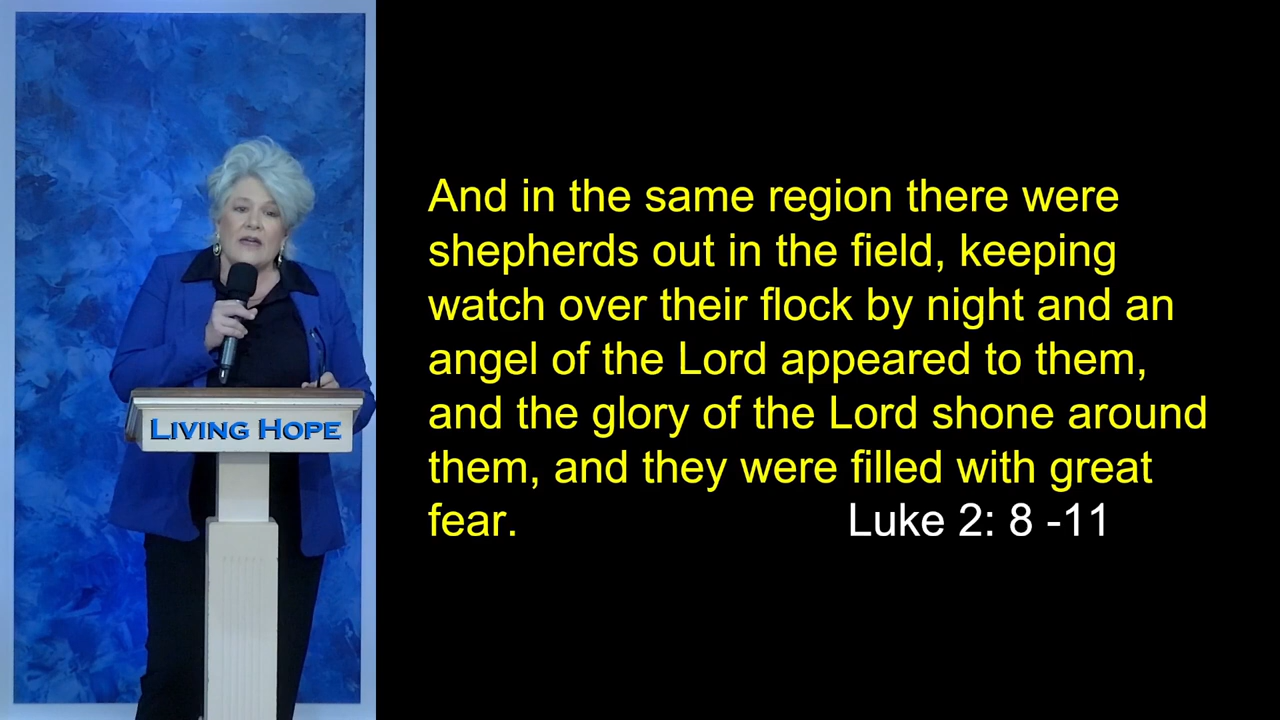 LIVING HOPE
And in the same region there were
shepherds out in the field, keeping
watch over their flock by night and an
angel of the Lord appeared to them,
and the glory of the Lord shone around
them, and they were filled with great
fear. Luke 2: 8 -11